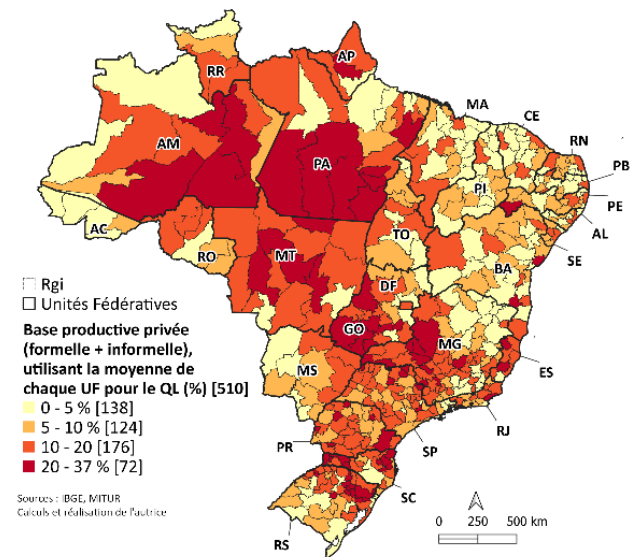 AP
RR
MA
CE
RN
AM
PA
PB
PI
PE
AC
AL
TO
RO
SE
MT
BA
DF
Rgi
Unités Fédératives
GO
Base productive privée
(formelle + informelle),
utilisant la moyenne de
chaque UF pour le QL (%) [510]
MG
ES
MS
0 - 5 % [138]
5 - 10 % [124]
10 - 20 [176]
20 - 37 % [72]
RJ
SP
PR
SC
Sources : IBGE, MITUR
Calculs et réalisation de l'autrice
RS
0 250 500 km